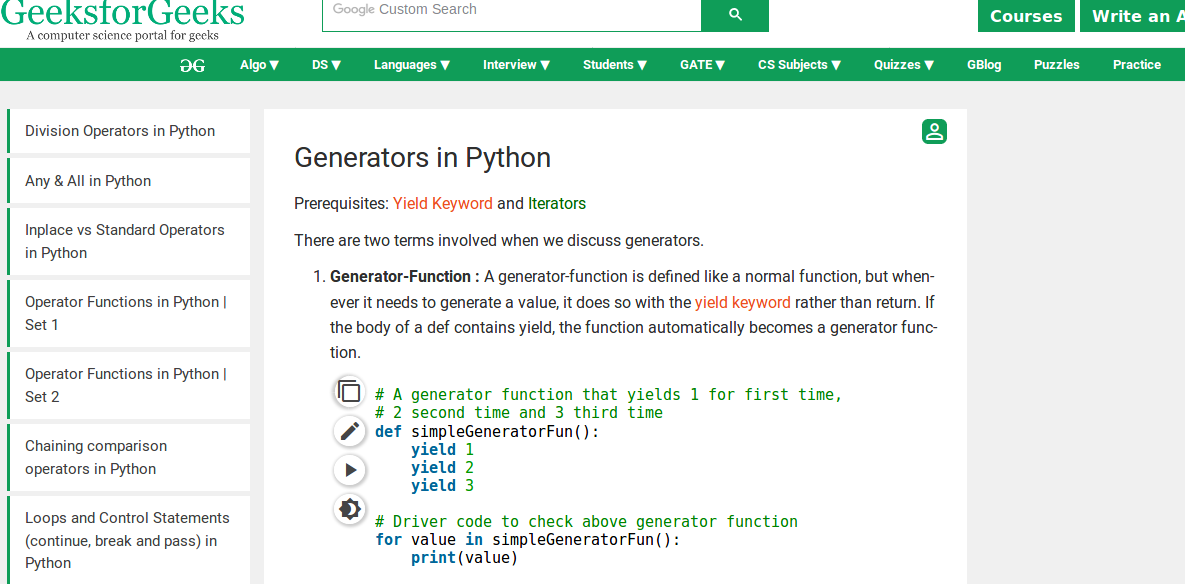 GeeksforGeeks
A computer science portal for geeks
Google Custom Search
Courses
Write an A
GG
Algo ▼ DS ▼ Languages ▼ Interview ▼ Students ▼ GATE ▼ CS Subjects ▼ Quizzes ▼ GBlog Puzzles Practice
Division Operators in Python
Any & All in Python
Inplace vs Standard Operators
in Python
Operator Functions in Python |
Set 1
Operator Functions in Python |
Set 2
Chaining comparison
operators in Python
Loops and Control Statements
(continue, break and pass) in
Python
Generators in Python
Prerequisites: Yield Keyword and Iterators
There are two terms involved when we discuss generators.
1. Generator-Function : A generator-function is defined like a normal function, but when-
ever it needs to generate a value, it does so with the yield keyword rather than return. If
the body of a def contains yield, the function automatically becomes a generator func-
tion.
# A generator function that yields 1 for first time,
# 2 second time and 3 third time
def simpleGeneratorFun():
    yield 1
    yield 2
    yield 3
# Driver code to check above generator function
for value in simpleGeneratorFun():
    print(value)